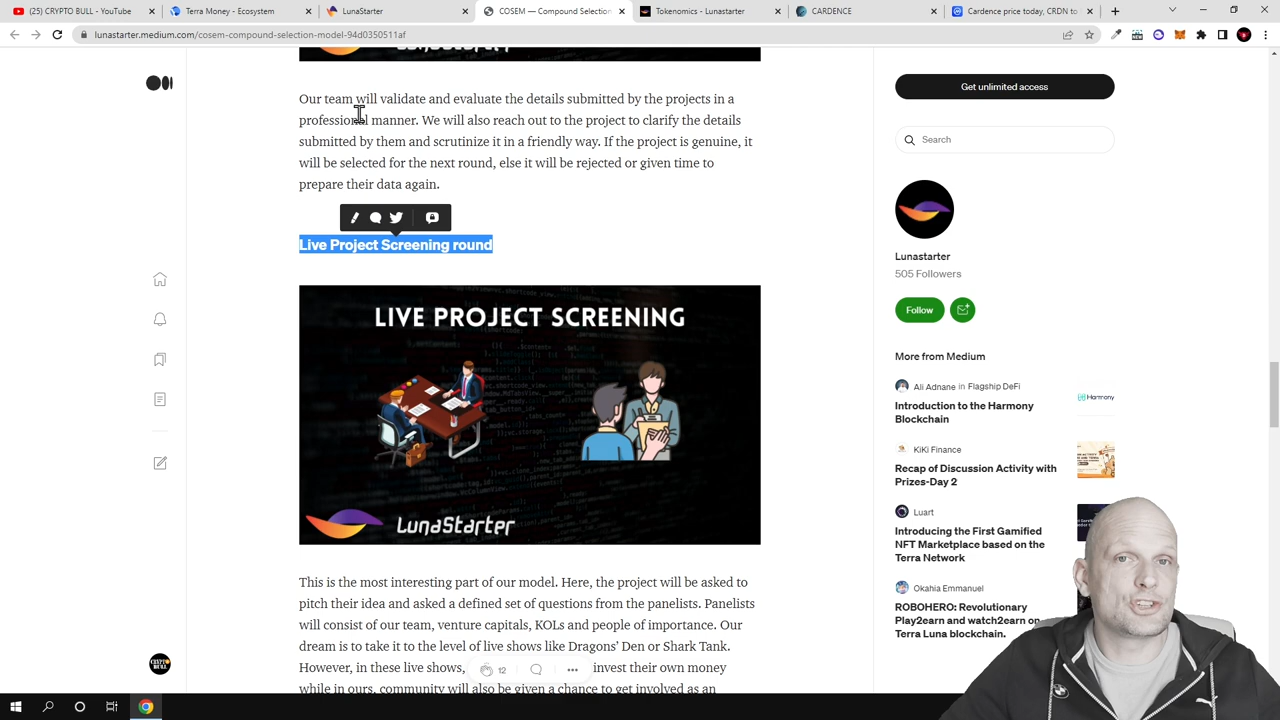 (25) CRYPTO BULL - YouTube
Terra Money - Ecosystem
LunaStarter
COSEM — Compound Selection
Tokenomics - Lunastarter
CARDENCE
Cardence price today, CRDN to
lunastarter.medium.com/cosem-compound-selection-model-94d0350511af
Our team will validate and evaluate the details submitted by the projects in a
professional manner. We will also reach out to the project to clarify the details
submitted by them and scrutinize it in a friendly way. If the project is genuine, it
will be selected for the next round, else it will be rejected or given time to
prepare their data again.
Live Project Screening round
LIVE PROJECT SCREENING
LUNASTARTER
This is the most interesting part of our model. Here, the project will be asked to
pitch their idea and asked a defined set of questions from the panelists. Panelists
will consist of our team, venture capitals, KOLs and people of importance. Our
dream is to take it to the level of live shows like Dragons’ Den or Shark Tank.
However, in these live shows, invest their own money
while in ours, community will also be given a chance to get involved as an
12
Get unlimited access
Search
Lunastarter
505 Followers
Follow
More from Medium
Ali Adnane in Flagship DeFi
Introduction to the Harmony
Blockchain
Harmony
KiKi Finance
Recap of Discussion Activity with
Prizes-Day 2
Luart
Introducing the First Gamified
NFT Marketplace based on the
Terra Network
Okahia Emmanuel
ROBOHERO: Revolutionary
Play2earn and watch2earn on
Terra Luna blockchain.
CRYPTO
BULL